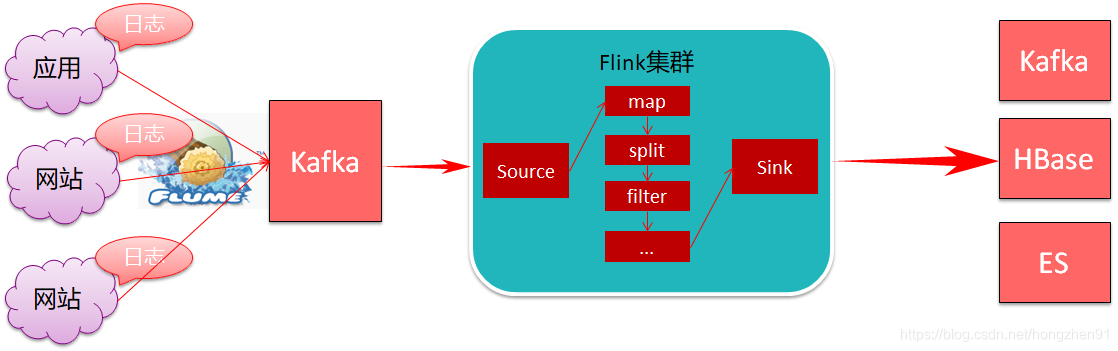 日志
应用
日志
网站
FLUME
日志
网站
Kafka
Flink集群
Source
map
split
filter
...
Sink
Kafka
HBase
ES
https://blog.csdn.net/hongzhen91